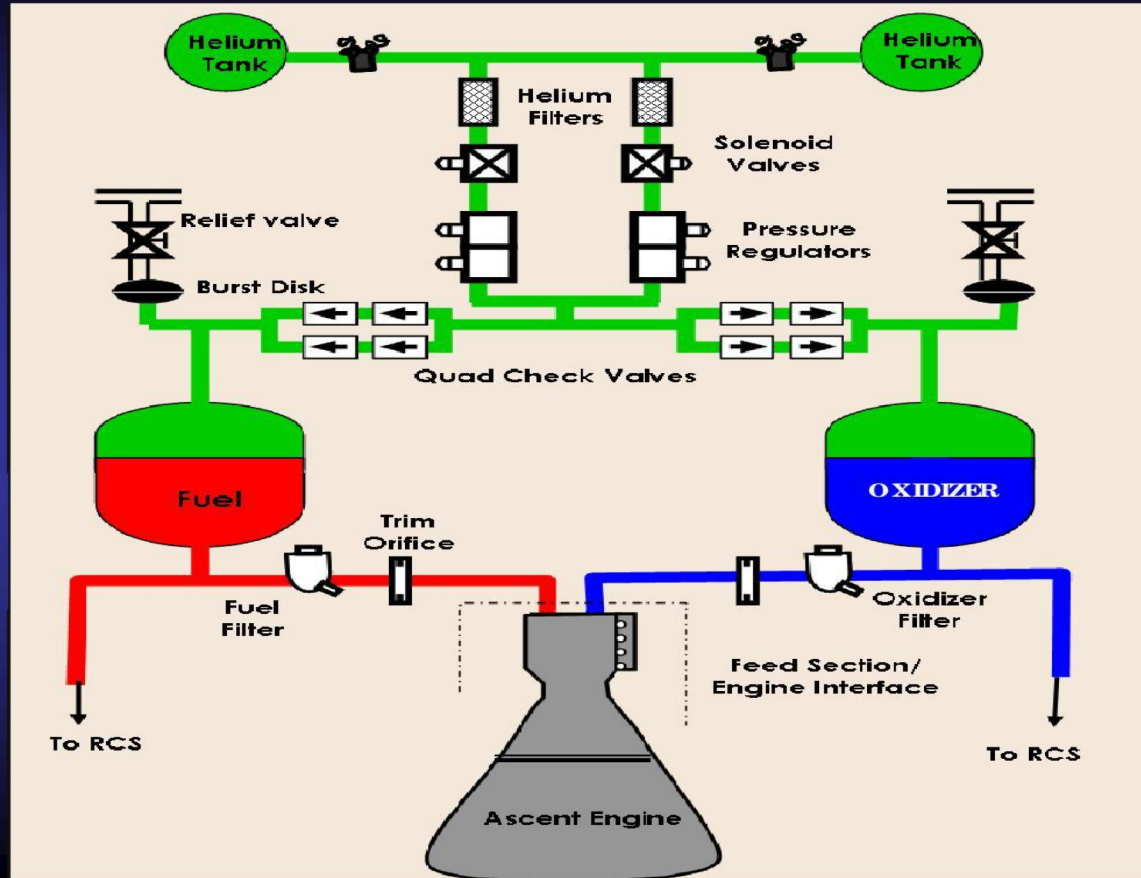 Helium
Tank
Helium
Tank
Helium
Filters
Solenoid
Valves
Relief valve
Pressure
Regulators
Burst Disk
Quad Check Valves
Fuel
OXIDIZER
Trim
Orifice
Fuel
Filter
Oxidizer
Filter
Feed Section/
Engine Interface
To RCS
To RCS
Ascent Engine